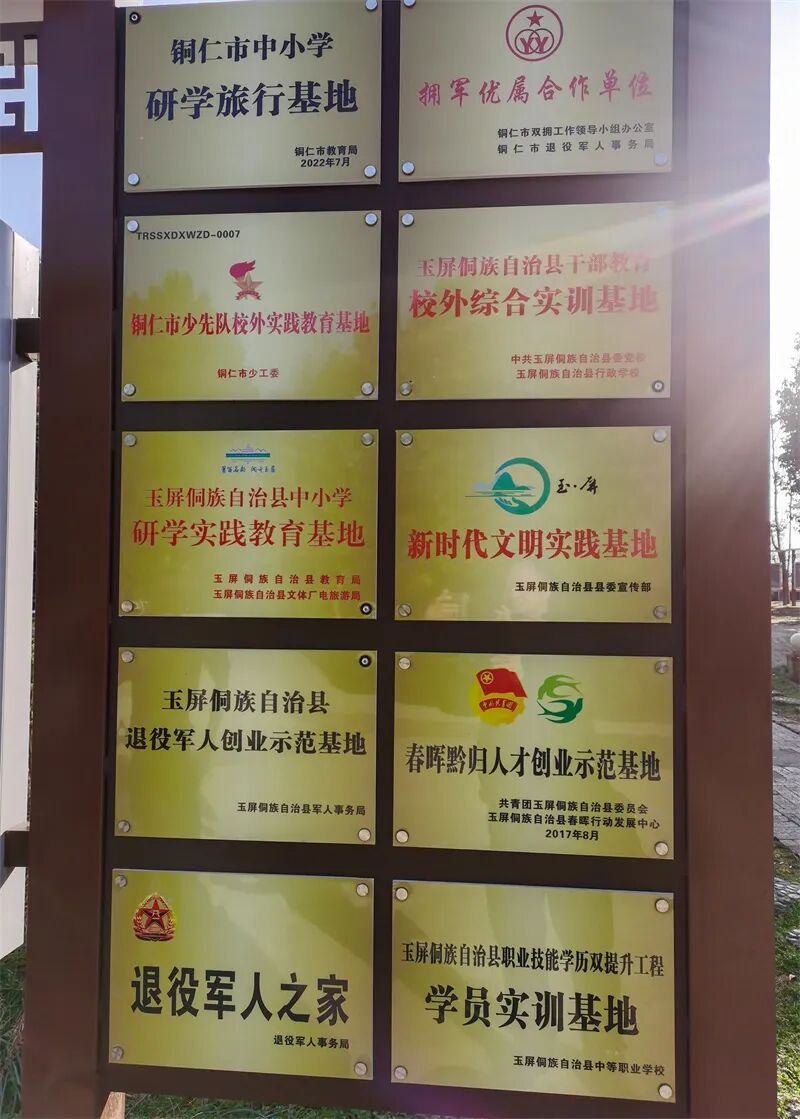 铜仁市中小学
研学旅行基地
铜仁市教育局
2022年7月
拥军优属合作单位
铜仁市双拥工作领导小组办公室
铜仁市退役军人事务局
TRSSXDXWZD-0007
铜仁市少先队校外实践教育基地
铜仁市少工委
玉屏侗族自治县干部教育
校外综合实训基地
中共玉屏侗族自治县委党校
玉屏侗族自治县行政学校
玉屏侗族自治县中小学
研学实践教育基地
玉屏侗族自治县教育局
玉屏侗族自治县文体广电旅游局
玉·屏
新时代文明实践基地
玉屏侗族自治县县委宣传部
玉屏侗族自治县
退役军人创业示范基地
玉屏侗族自治县军人事务局
中国共青团
春晖黔归人才创业示范基地
共青团玉屏侗族自治县委员会
玉屏侗族自治县春晖行动发展中心
2017年8月
退役军人之家
退役军人事务局
玉屏侗族自治县职业技能学历双提升工程
学员实训基地
玉屏侗族自治县中等职业学校